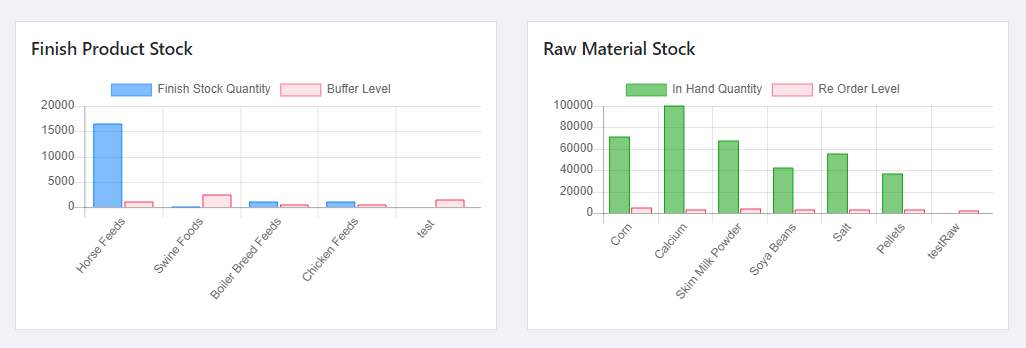 Finish Product Stock
Finish Stock Quantity Buffer Level
20000
15000
10000
5000
0
Horse Feeds
Swine Foods
Boiler Breed Feeds
Chicken Feeds
test
Raw Material Stock
In Hand Quantity Re Order Level
100000
80000
60000
40000
20000
0
Corn
Calcium
Skim Milk Powder
Soya Beans
Salt
Pellets
testRaw